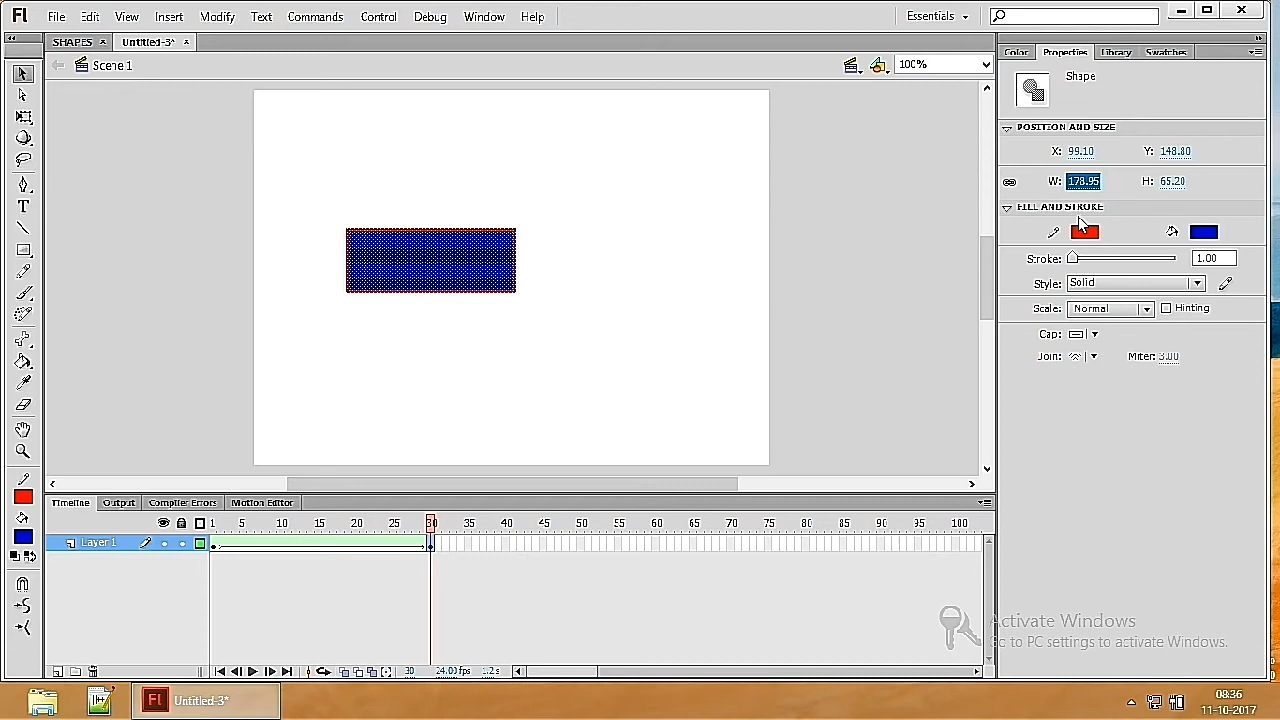 Fl File Edit View Insert Modify Text Commands Control Debug Window Help Essentials
SHAPES × Untitled-3* ×
Scene 1 100%
Color Properties Library Swatches
Shape
POSITION AND SIZE
X: 99.10 Y: 148.80
W: 178.95 H: 65.20
FILL AND STROKE
Stroke: 1.00
Style: Solid
Scale: Normal Hinting
Cap:
Join: Miter: 3.00
Timeline Output Compiler Errors Motion Editor
1 5 10 15 20 25 30 35 40 45 50 55 60 65 70 75 80 85 90 95 100
Layer 1
Activate Windows
Go to PC settings to activate Windows.
30 24.00 fps 1.2 s
Fl Untitled-3*
08:36
11-10-2017